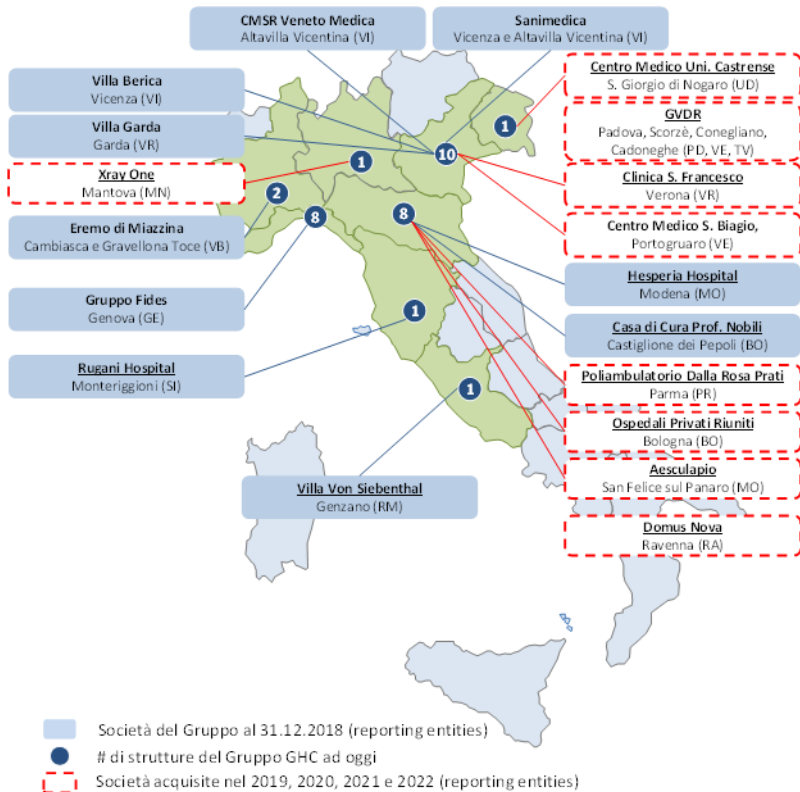 CMSR Veneto Medica
Altavilla Vicentina (VI)
Sanimedica
Vicenza e Altavilla Vicentina (VI)
Villa Berica
Vicenza (VI)
Villa Garda
Garda (VR)
Xray One
Mantova (MN)
Eremo di Miazzina
Cambiasca e Gravellona Toce (VB)
Gruppo Fides
Genova (GE)
Rugani Hospital
Monteriggioni (SI)
Villa Von Siebenthal
Genzano (RM)
Centro Medico Uni. Castrense
S. Giorgio di Nogaro (UD)
GVDR
Padova, Scorzè, Conegliano,
Cadoneghe (PD, VE, TV)
Clinica S. Francesco
Verona (VR)
Centro Medico S. Biagio,
Portogruaro (VE)
Hesperia Hospital
Modena (MO)
Casa di Cura Prof. Nobili
Castiglione dei Pepoli (BO)
Poliambulatorio Dalla Rosa Prati
Parma (PR)
Ospedali Privati Riuniti
Bologna (BO)
Aesculapio
San Felice sul Panaro (MO)
Domus Nova
Ravenna (RA)
1
10
1
2
8
8
1
1
Società del Gruppo al 31.12.2018 (reporting entities)
# di strutture del Gruppo GHC ad oggi
Società acquisite nel 2019, 2020, 2021 e 2022 (reporting entities)